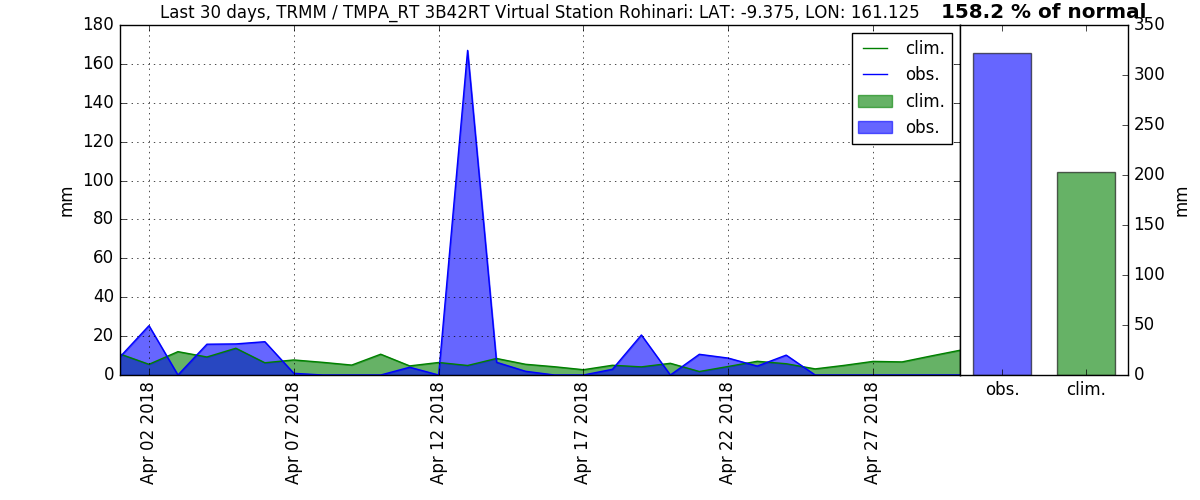 Last 30 days, TRMM / TMPA_RT 3B42RT Virtual Station Rohinari: LAT: -9.375, LON: 161.125
158.2 % of normal
180
160
140
120
100
80
60
40
20
0
mm
clim.
obs.
clim.
obs.
Apr 02 2018
Apr 07 2018
Apr 12 2018
Apr 17 2018
Apr 22 2018
Apr 27 2018
350
300
250
200
150
100
50
0
mm
obs.
clim.